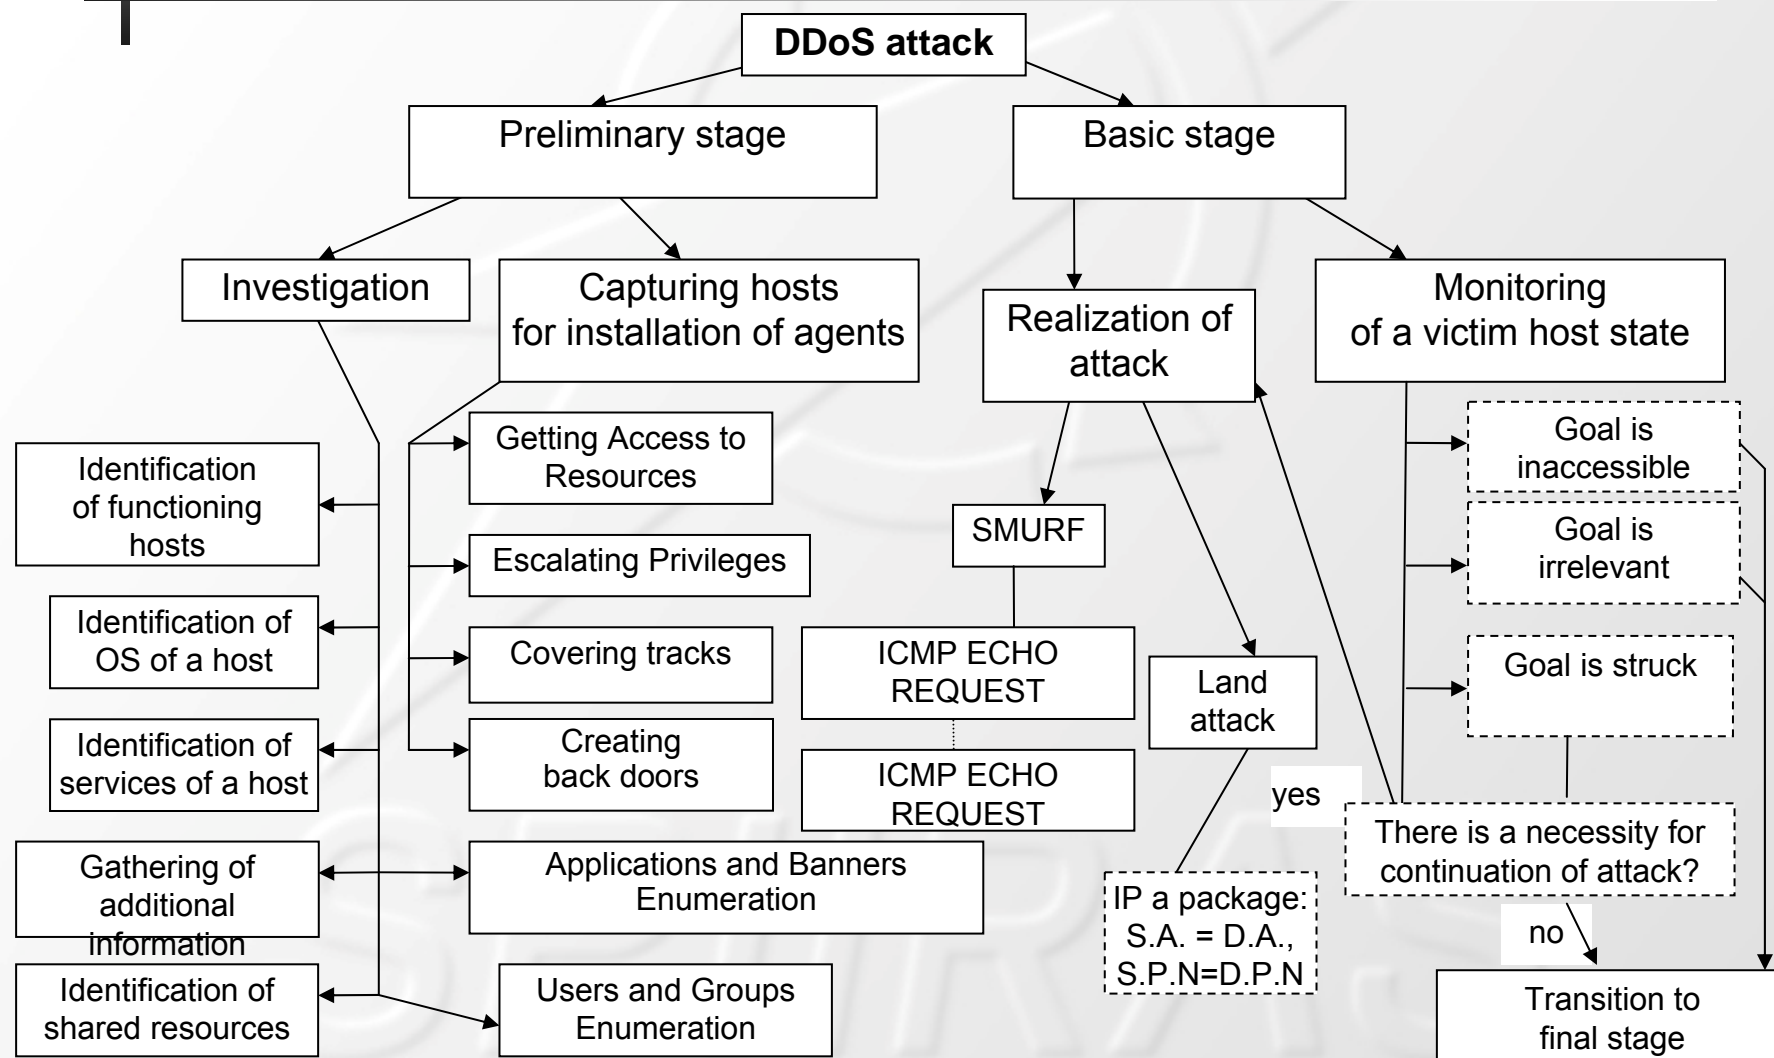 DDoS attack
Preliminary stage
Basic stage
Investigation
Capturing hosts
for installation of agents
Realization of
attack
Monitoring
of a victim host state
Identification
of functioning
hosts
Identification of
OS of a host
Identification of
services of a host
Gathering of
additional
information
Identification of
shared resources
Getting Access to
Resources
Escalating Privileges
Covering tracks
Creating
back doors
Applications and Banners
Enumeration
Users and Groups
Enumeration
SMURF
ICMP ECHO
REQUEST
ICMP ECHO
REQUEST
Land
attack
IP a package:
S.A. = D.A.,
S.P.N=D.P.N
Goal is
inaccessible
Goal is
irrelevant
Goal is struck
yes
There is a necessity for
continuation of attack?
no
Transition to
final stage
SPIIRAS